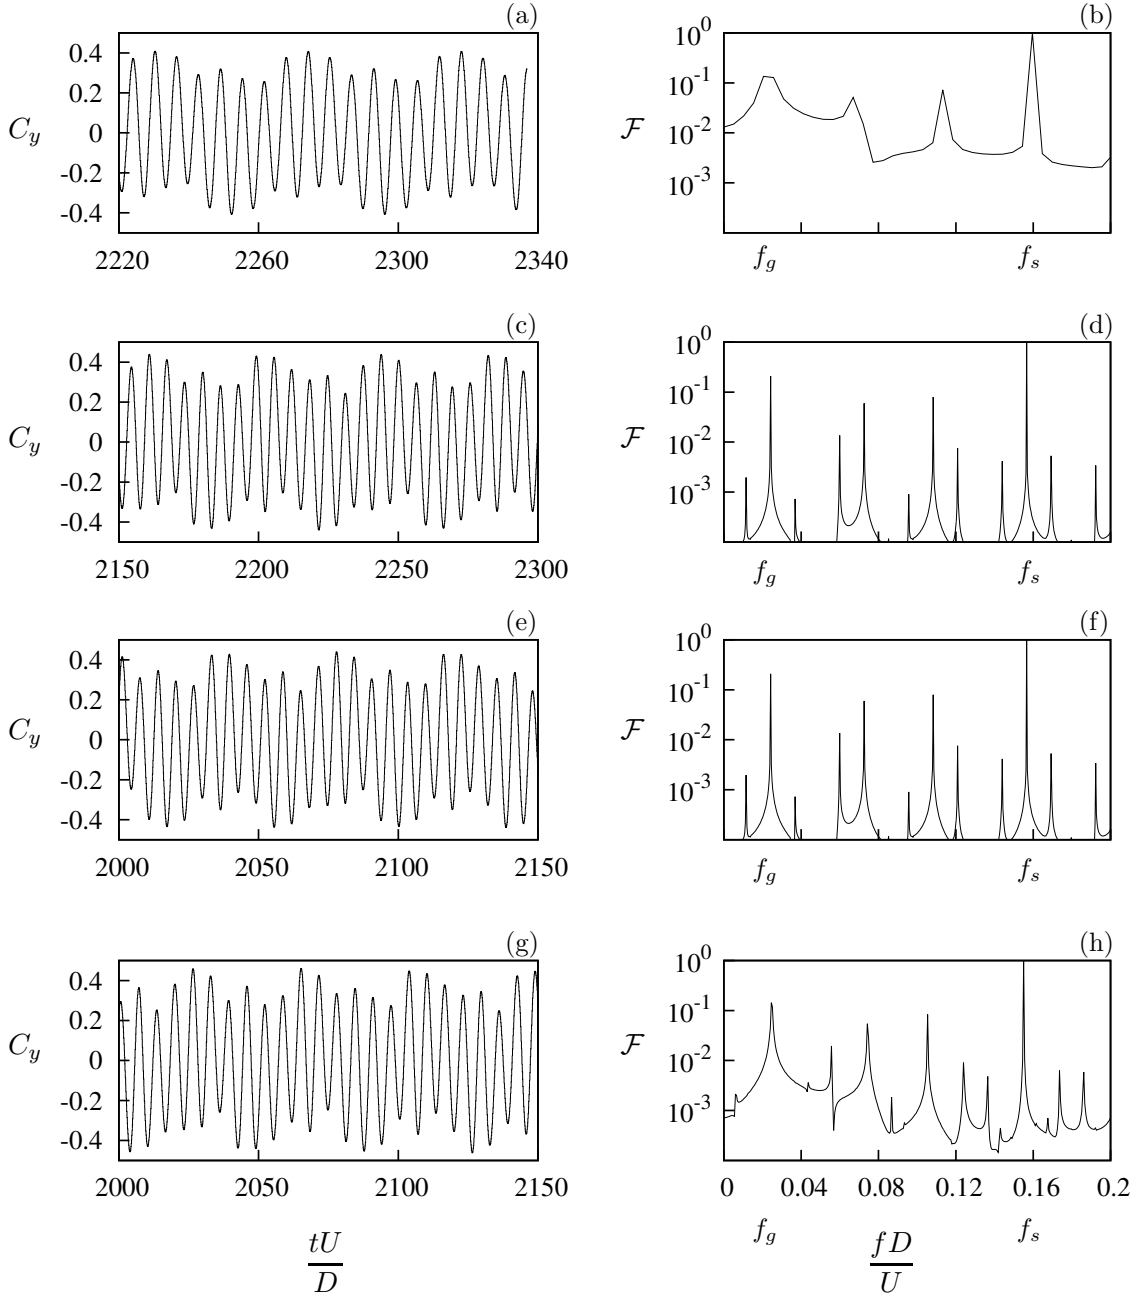 (a)
0.4
0.2
0
-0.2
-0.4
C_y
2220 2260 2300 2340
(b)
10^0
10^-1
10^-2
10^-3
ℱ
f_g f_s
(c)
0.4
0.2
0
-0.2
-0.4
C_y
2150 2200 2250 2300
(d)
10^0
10^-1
10^-2
10^-3
ℱ
f_g f_s
(e)
0.4
0.2
0
-0.2
-0.4
C_y
2000 2050 2100 2150
(f)
10^0
10^-1
10^-2
10^-3
ℱ
f_g f_s
(g)
0.4
0.2
0
-0.2
-0.4
C_y
2000 2050 2100 2150
tU
D
(h)
10^0
10^-1
10^-2
10^-3
ℱ
0 0.04 0.08 0.12 0.16 0.2
f_g f_s
fD
U